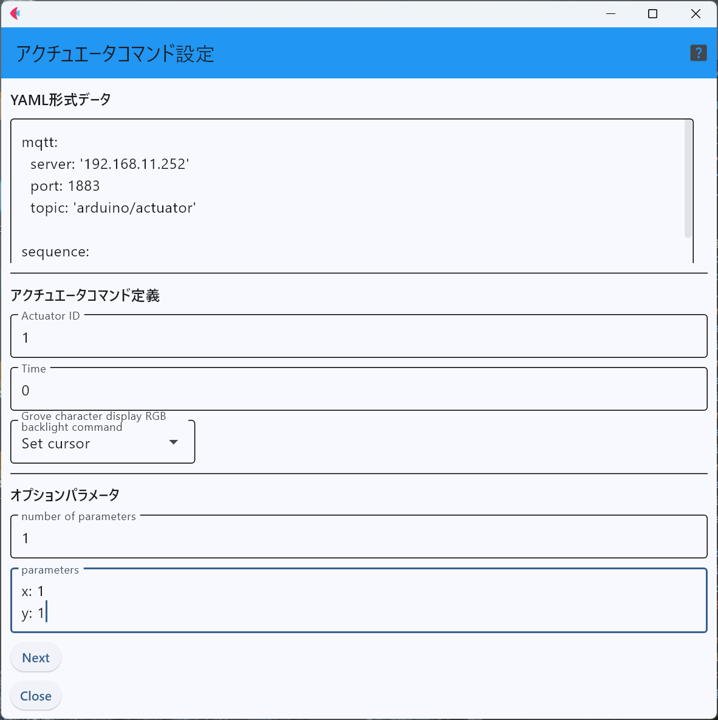 アクチュエータコマンド設定
?
YAML形式データ
mqtt:
server: '192.168.11.252'
port: 1883
topic: 'arduino/actuator'
sequence:
アクチュエータコマンド定義
Actuator ID
1
Time
0
Grove character display RGB
backlight command
Set cursor
オプションパラメータ
number of parameters
1
parameters
x: 1
y: 1
Next
Close